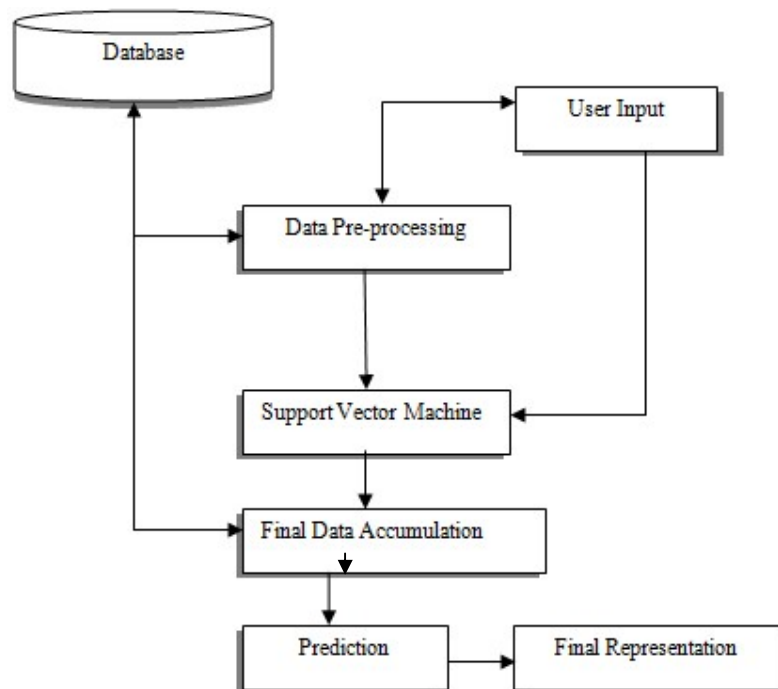 Database
User Input
Data Pre-processing
Support Vector Machine
Final Data Accumulation
Prediction
Final Representation